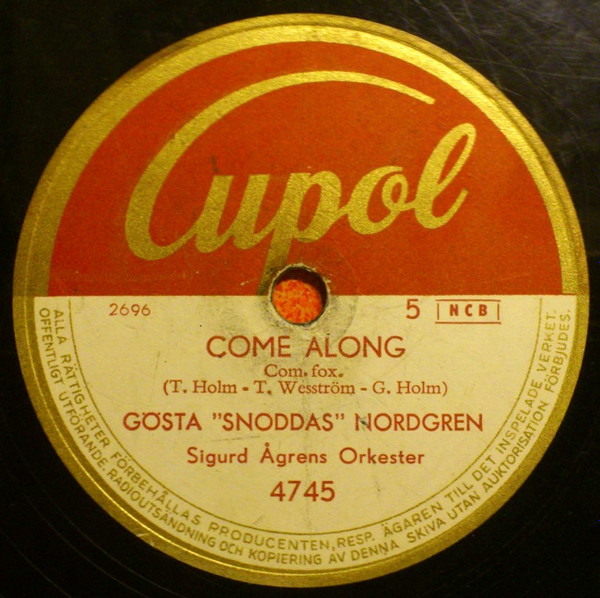 Cupol
2696
5 NCB
COME ALONG
Com. fox.
(T. Holm - T. Wesström - G. Holm)
GÖSTA "SNODDAS" NORDGREN
Sigurd Ågrens Orkester
4745
ALLA RÄTTIGHETER FÖRBEHÅLLAS PRODUCENTEN, RESP. ÄGAREN TILL DET INSPELADE VERKET.
OFFENTLIGT UTFÖRANDE, RADIOUTSÄNDNING OCH KOPIERING AV DENNA SKIVA UTAN AUKTORISATION FÖRBJUDES.